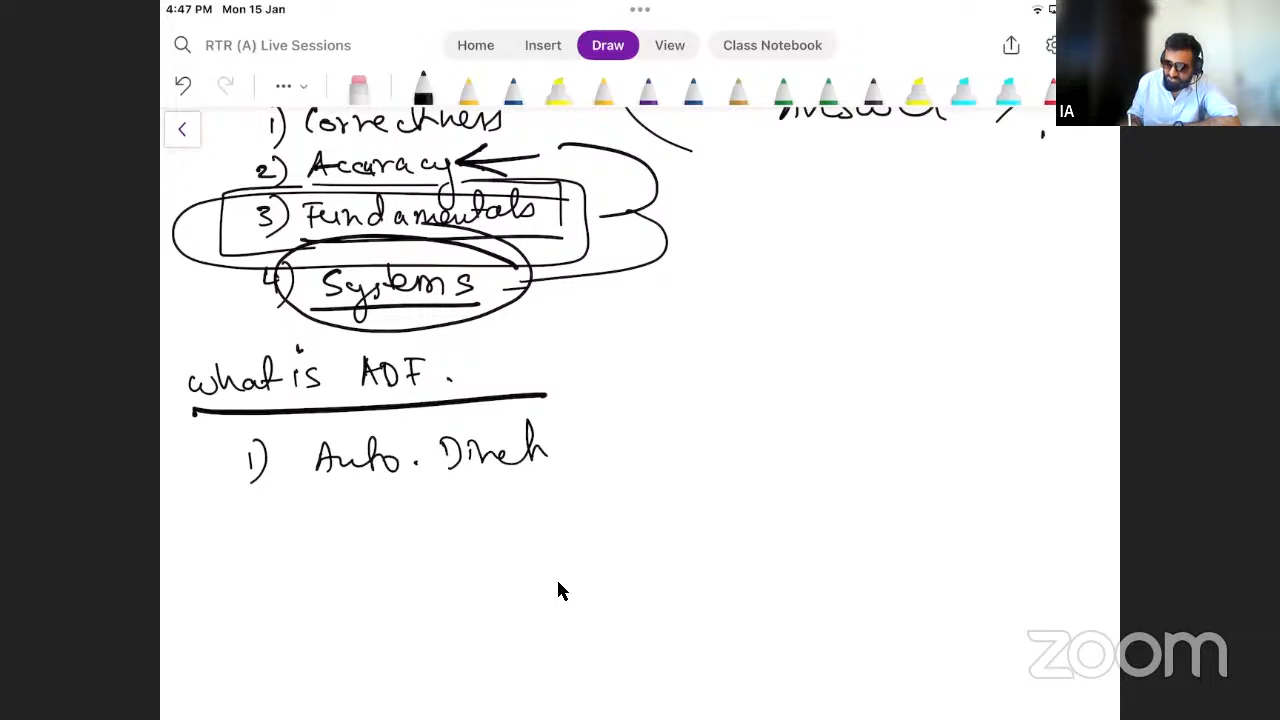 4:47 PM Mon 15 Jan
RTR (A) Live Sessions Home Insert Draw View Class Notebook
IA
1) Correctness
2) Accuracy
3) Fundamentals
4) Systems
what is ADF.
1) Auto. Direct
zoom